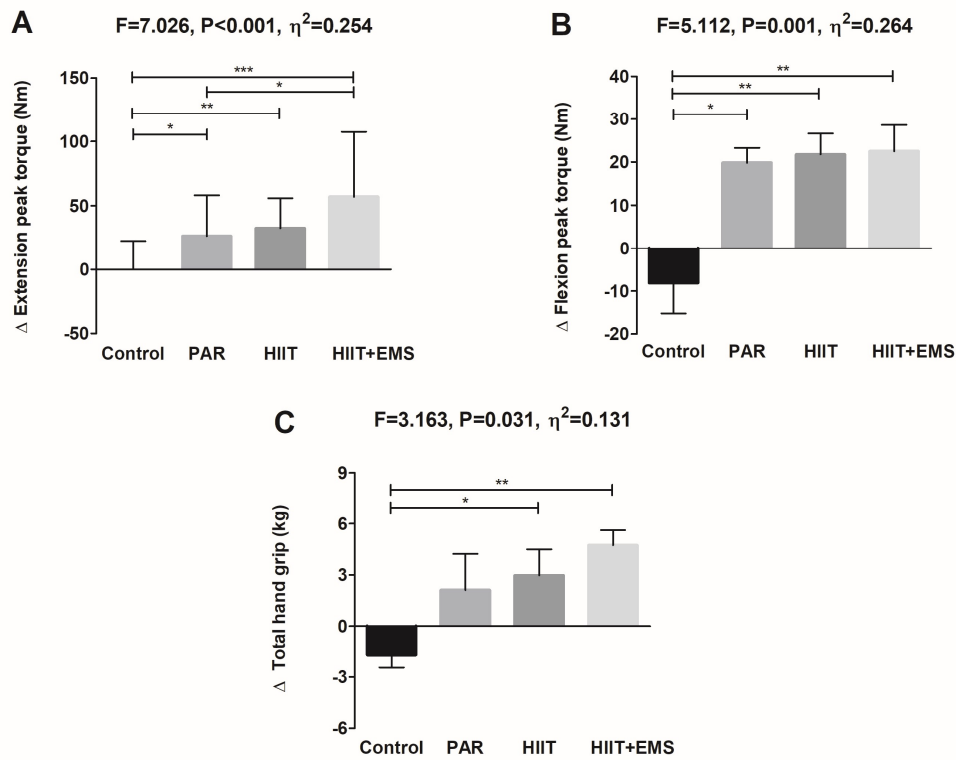 A
F=7.026, P<0.001, η²=0.254
Δ Extension peak torque (Nm)
150
100
50
0
-50
***
*
**
*
Control PAR HIIT HIIT+EMS
B
F=5.112, P=0.001, η²=0.264
Δ Flexion peak torque (Nm)
40
30
20
10
0
-10
-20
**
**
*
Control PAR HIIT HIIT+EMS
C
F=3.163, P=0.031, η²=0.131
Δ Total hand grip (kg)
9
6
3
0
-3
-6
**
*
Control PAR HIIT HIIT+EMS